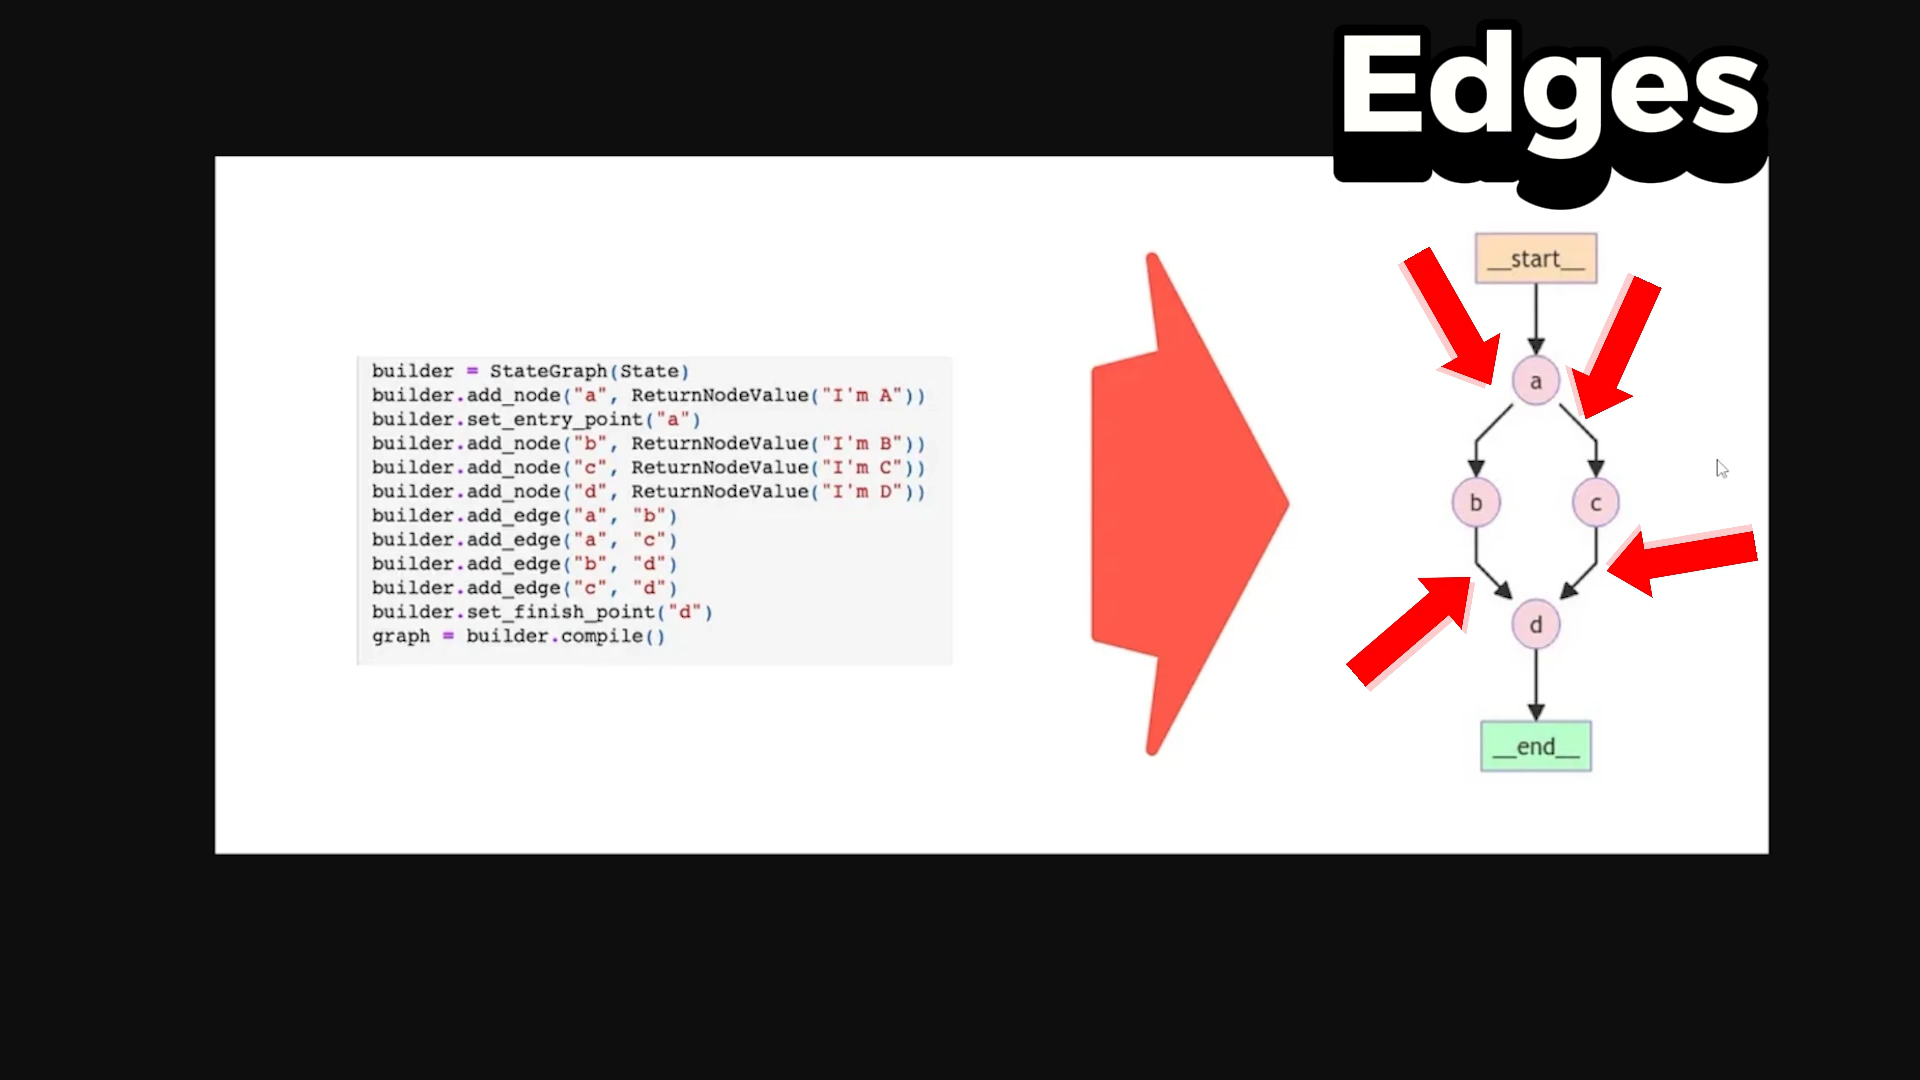 Edges
builder = StateGraph(State)
builder.add_node("a", ReturnNodeValue("I'm A"))
builder.set_entry_point("a")
builder.add_node("b", ReturnNodeValue("I'm B"))
builder.add_node("c", ReturnNodeValue("I'm C"))
builder.add_node("d", ReturnNodeValue("I'm D"))
builder.add_edge("a", "b")
builder.add_edge("a", "c")
builder.add_edge("b", "d")
builder.add_edge("c", "d")
builder.set_finish_point("d")
graph = builder.compile()
__start__
a
b
c
d
__end__